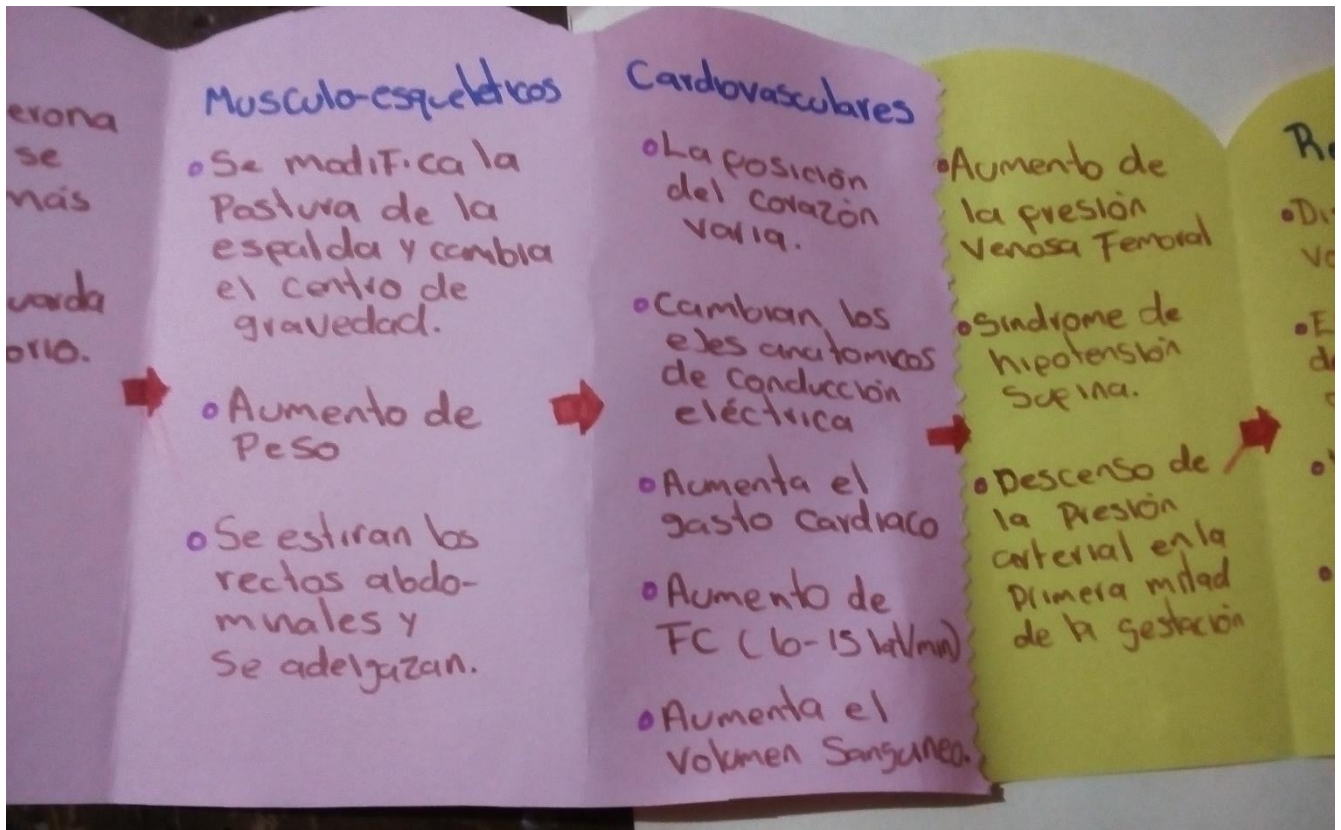 erona
se
más
uarda
orio.
Musculo-esqueleticos
•Se modifica la
Postura de la
espalda y cambia
el centro de
gravedad.
•Aumento de
Peso
•Se estiran los
rectos abdo-
minales y
Se adelgazan.
Cardiovasculares
•La posición
del corazón
varia.
•Cambian los
ejes anatomicos
de conducción
eléctrica
•Aumenta el
gasto cardiaco
•Aumento de
FC (10-15 lat/min)
•Aumenta el
Volumen Sanguneo.
•Aumento de
la presión
Venosa Femoral
•Sindrome de
hipotensión
Supina.
•Descenso de
la Presión
arterial en la
Primera mitad
de la gestación
R
•Di
Vo
•E
de